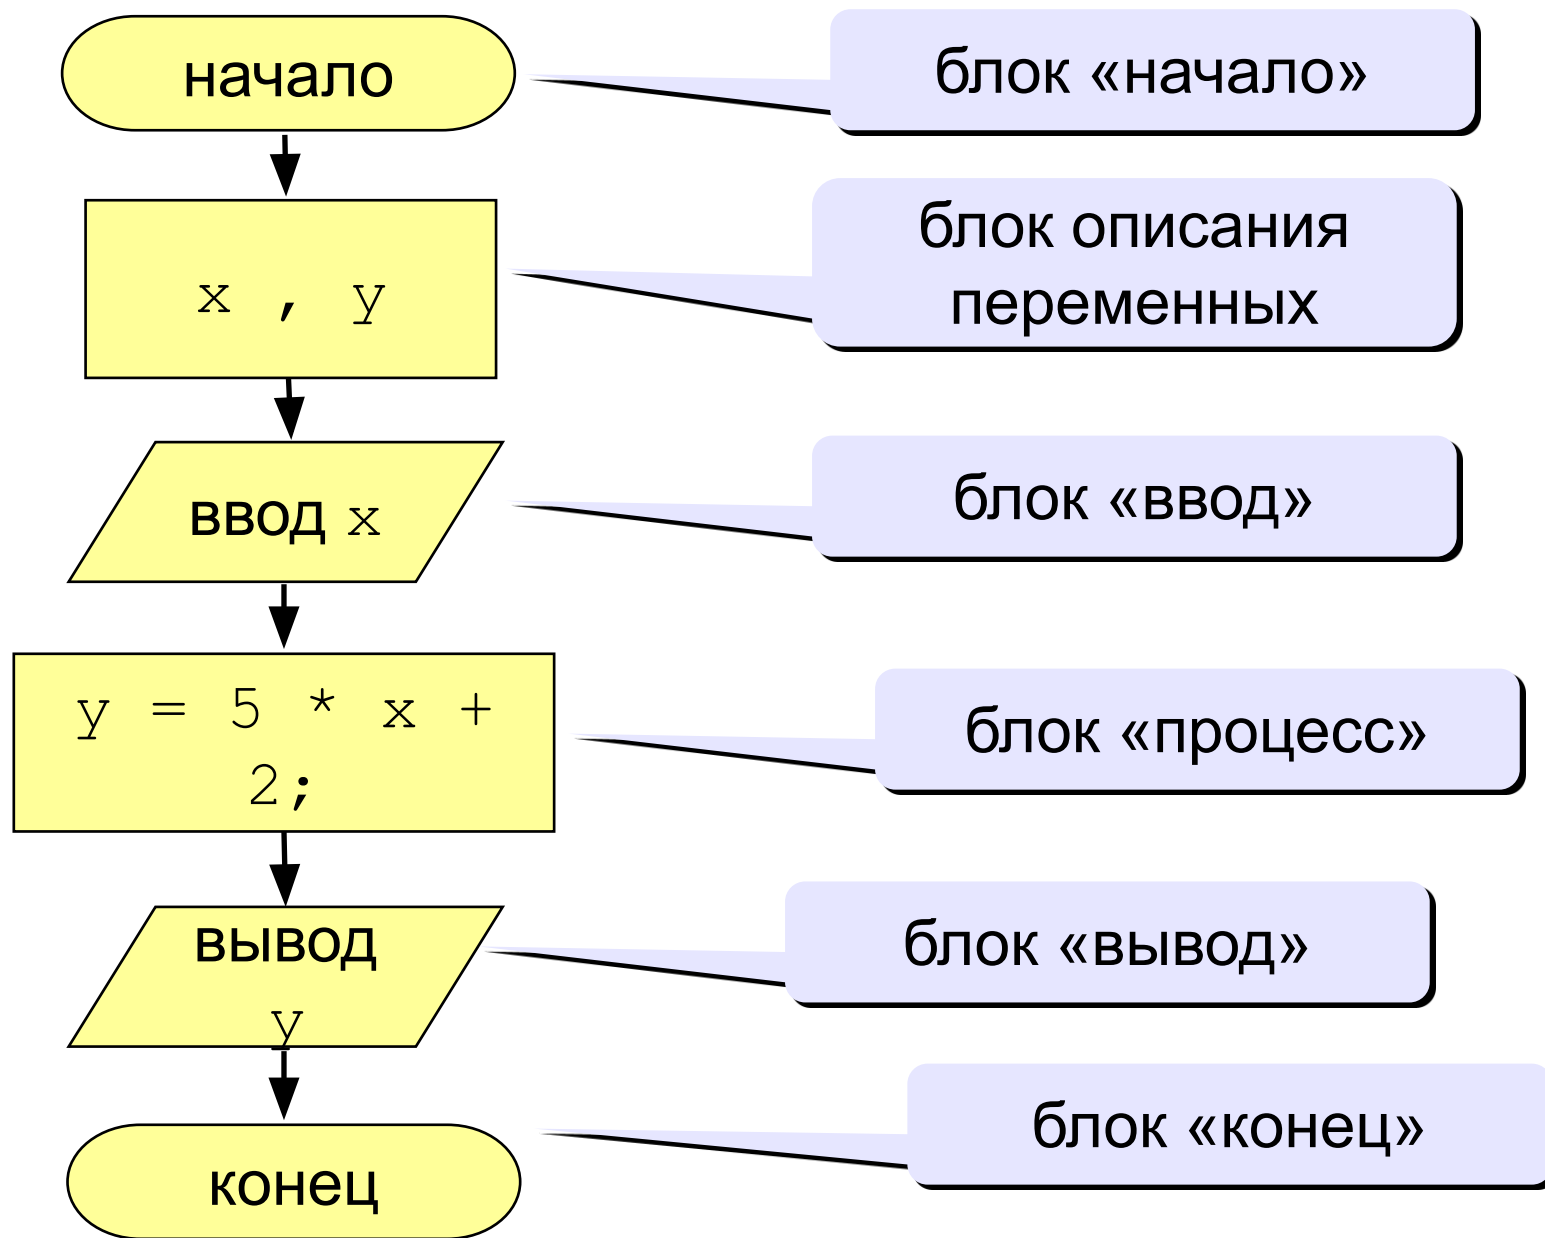 начало
блок «начало»
x , y
блок описания
переменных
ввод x
блок «ввод»
y = 5 * x +
2;
блок «процесс»
вывод
y
блок «вывод»
конец
блок «конец»